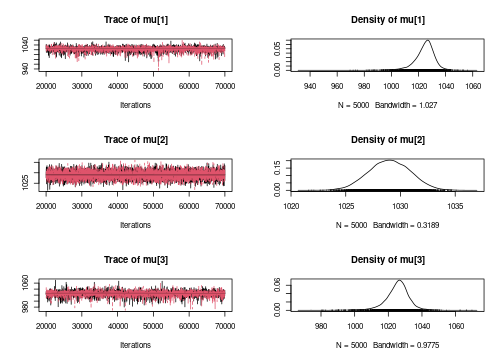 Trace of mu[1]
1040
940
20000 30000 40000 50000 60000 70000
Iterations
Density of mu[1]
0.05
0.00
940 960 980 1000 1020 1040 1060
N = 5000 Bandwidth = 1.027
Trace of mu[2]
1025
20000 30000 40000 50000 60000 70000
Iterations
Density of mu[2]
0.15
0.00
1020 1025 1030 1035
N = 5000 Bandwidth = 0.3189
Trace of mu[3]
1060
980
20000 30000 40000 50000 60000 70000
Iterations
Density of mu[3]
0.06
0.00
980 1000 1020 1040 1060
N = 5000 Bandwidth = 0.9775